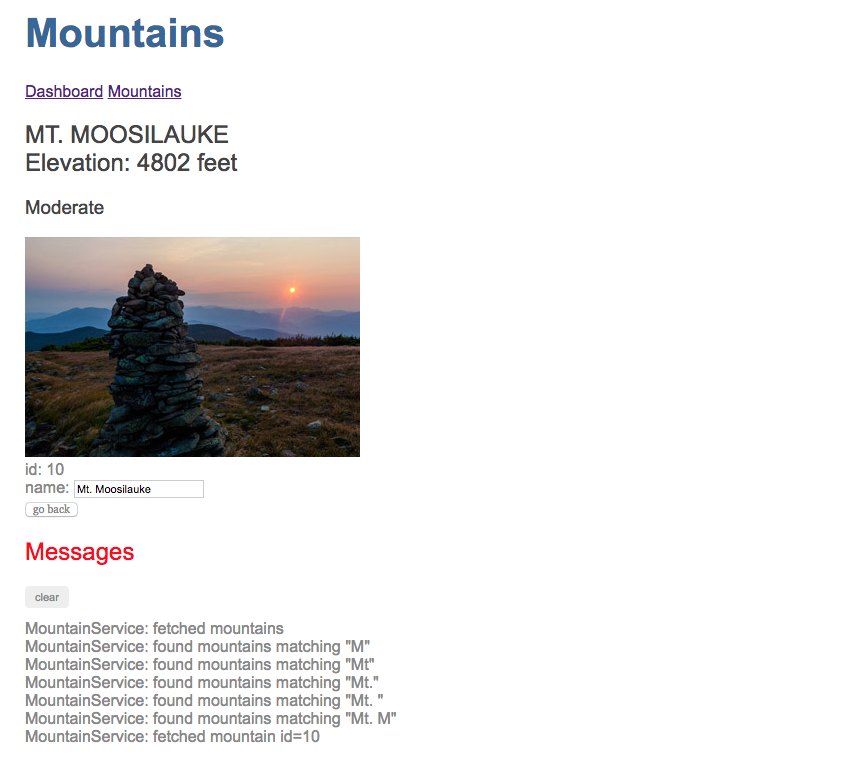 Mountains
Dashboard Mountains
MT. MOOSILAUKE
Elevation: 4802 feet
Moderate
id: 10
name: Mt. Moosilauke
go back
Messages
clear
MountainService: fetched mountains
MountainService: found mountains matching "M"
MountainService: found mountains matching "Mt"
MountainService: found mountains matching "Mt."
MountainService: found mountains matching "Mt. "
MountainService: found mountains matching "Mt. M"
MountainService: fetched mountain id=10